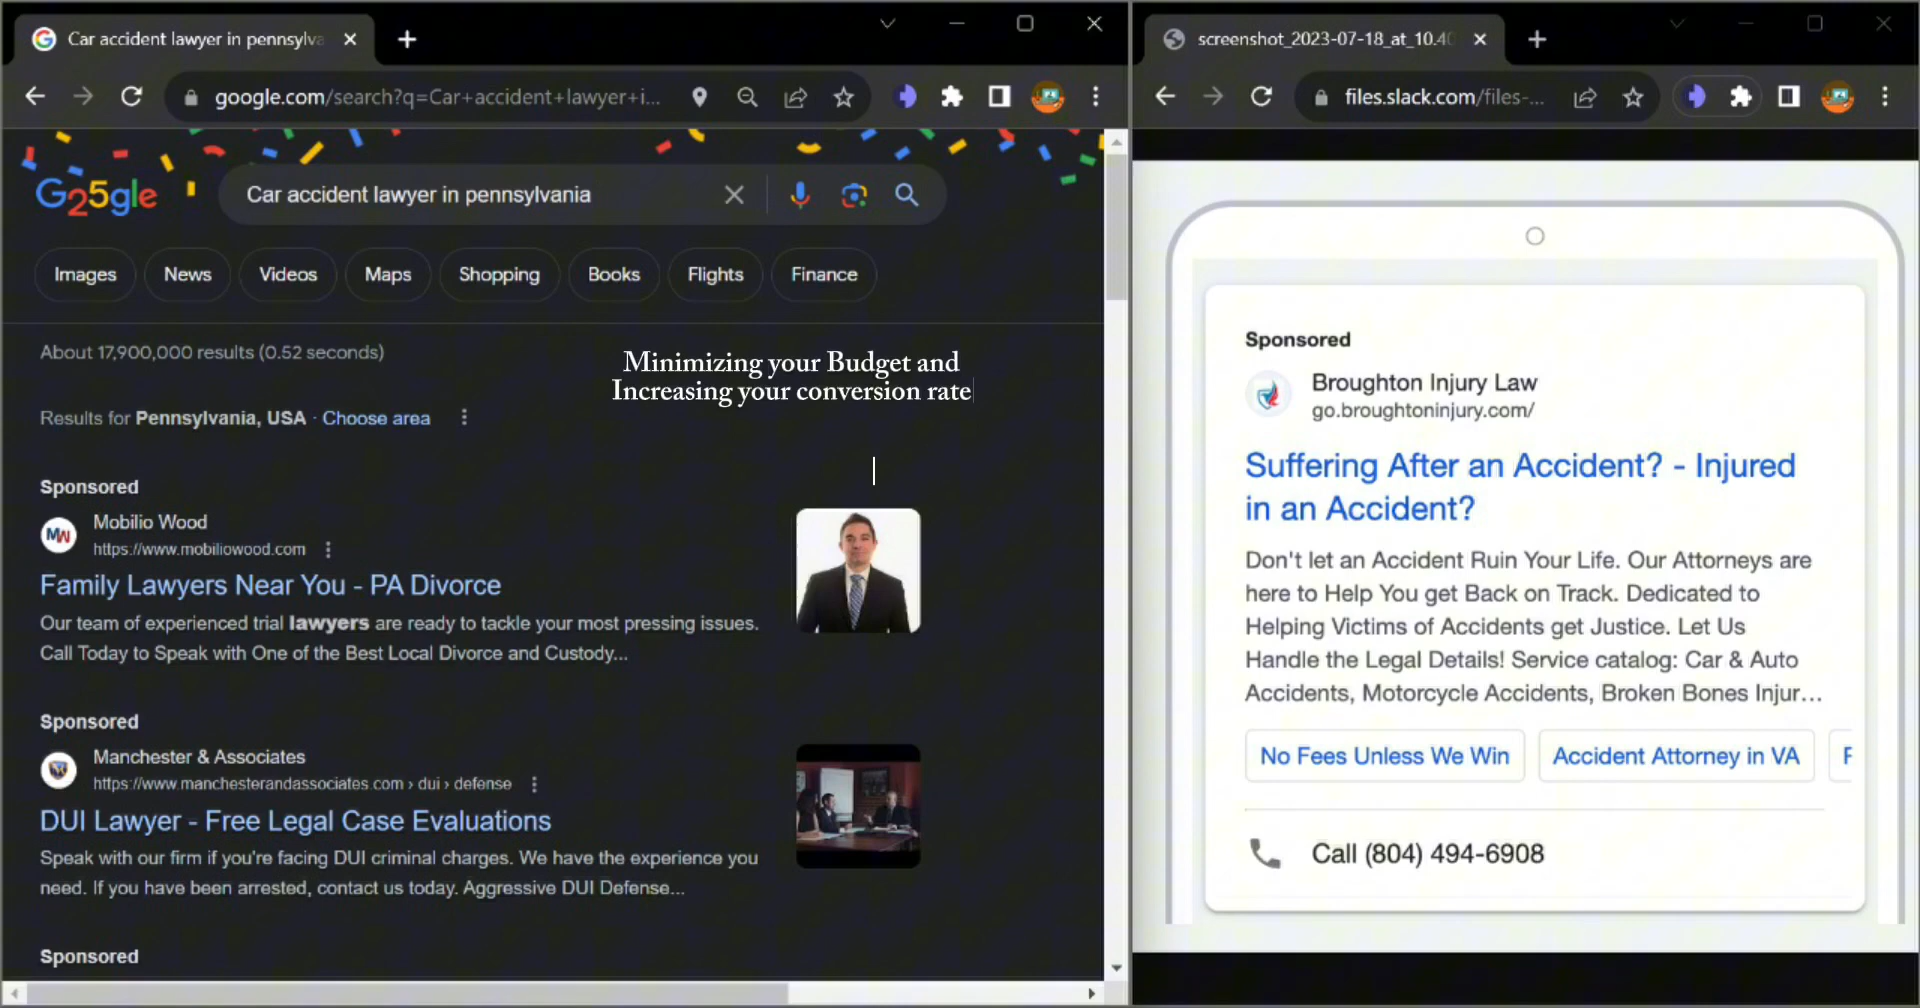 Car accident lawyer in pennsylva
google.com/search?q=Car+accident+lawyer+i...
G25gle
Car accident lawyer in pennsylvania
Images
News
Videos
Maps
Shopping
Books
Flights
Finance
About 17,900,000 results (0.52 seconds)
Minimizing your Budget and
Increasing your conversion rate
Results for Pennsylvania, USA · Choose area
Sponsored
MW
Mobilio Wood
https://www.mobiliowood.com
Family Lawyers Near You - PA Divorce
Our team of experienced trial lawyers are ready to tackle your most pressing issues.
Call Today to Speak with One of the Best Local Divorce and Custody...
Sponsored
Manchester & Associates
https://www.manchesterandassociates.com › dui › defense
DUI Lawyer - Free Legal Case Evaluations
Speak with our firm if you're facing DUI criminal charges. We have the experience you
need. If you have been arrested, contact us today. Aggressive DUI Defense...
Sponsored
screenshot_2023-07-18_at_10.40
files.slack.com/files-...
Sponsored
Broughton Injury Law
go.broughtoninjury.com/
Suffering After an Accident? - Injured
in an Accident?
Don't let an Accident Ruin Your Life. Our Attorneys are
here to Help You get Back on Track. Dedicated to
Helping Victims of Accidents get Justice. Let Us
Handle the Legal Details! Service catalog: Car & Auto
Accidents, Motorcycle Accidents, Broken Bones Injur...
No Fees Unless We Win
Accident Attorney in VA
Call (804) 494-6908